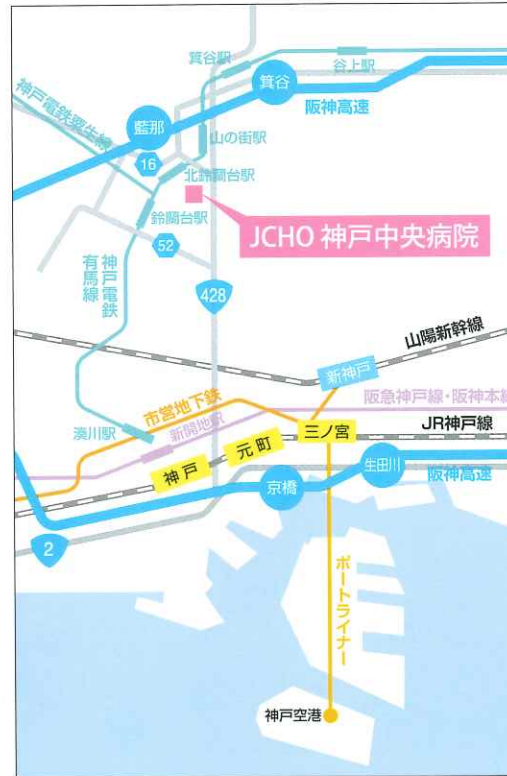 箕谷駅
谷上駅
箕谷
阪神高速
神戸電鉄粟生線
藍那
山の街駅
16
北鈴蘭台駅
鈴蘭台駅
JCHO 神戸中央病院
52
神戸電鉄
有馬線
428
山陽新幹線
新神戸
市営地下鉄
阪急神戸線・阪神本線
湊川駅
新開地駅
三ノ宮
JR神戸線
元町
神戸
生田川
京橋
阪神高速
2
ポートライナー
神戸空港